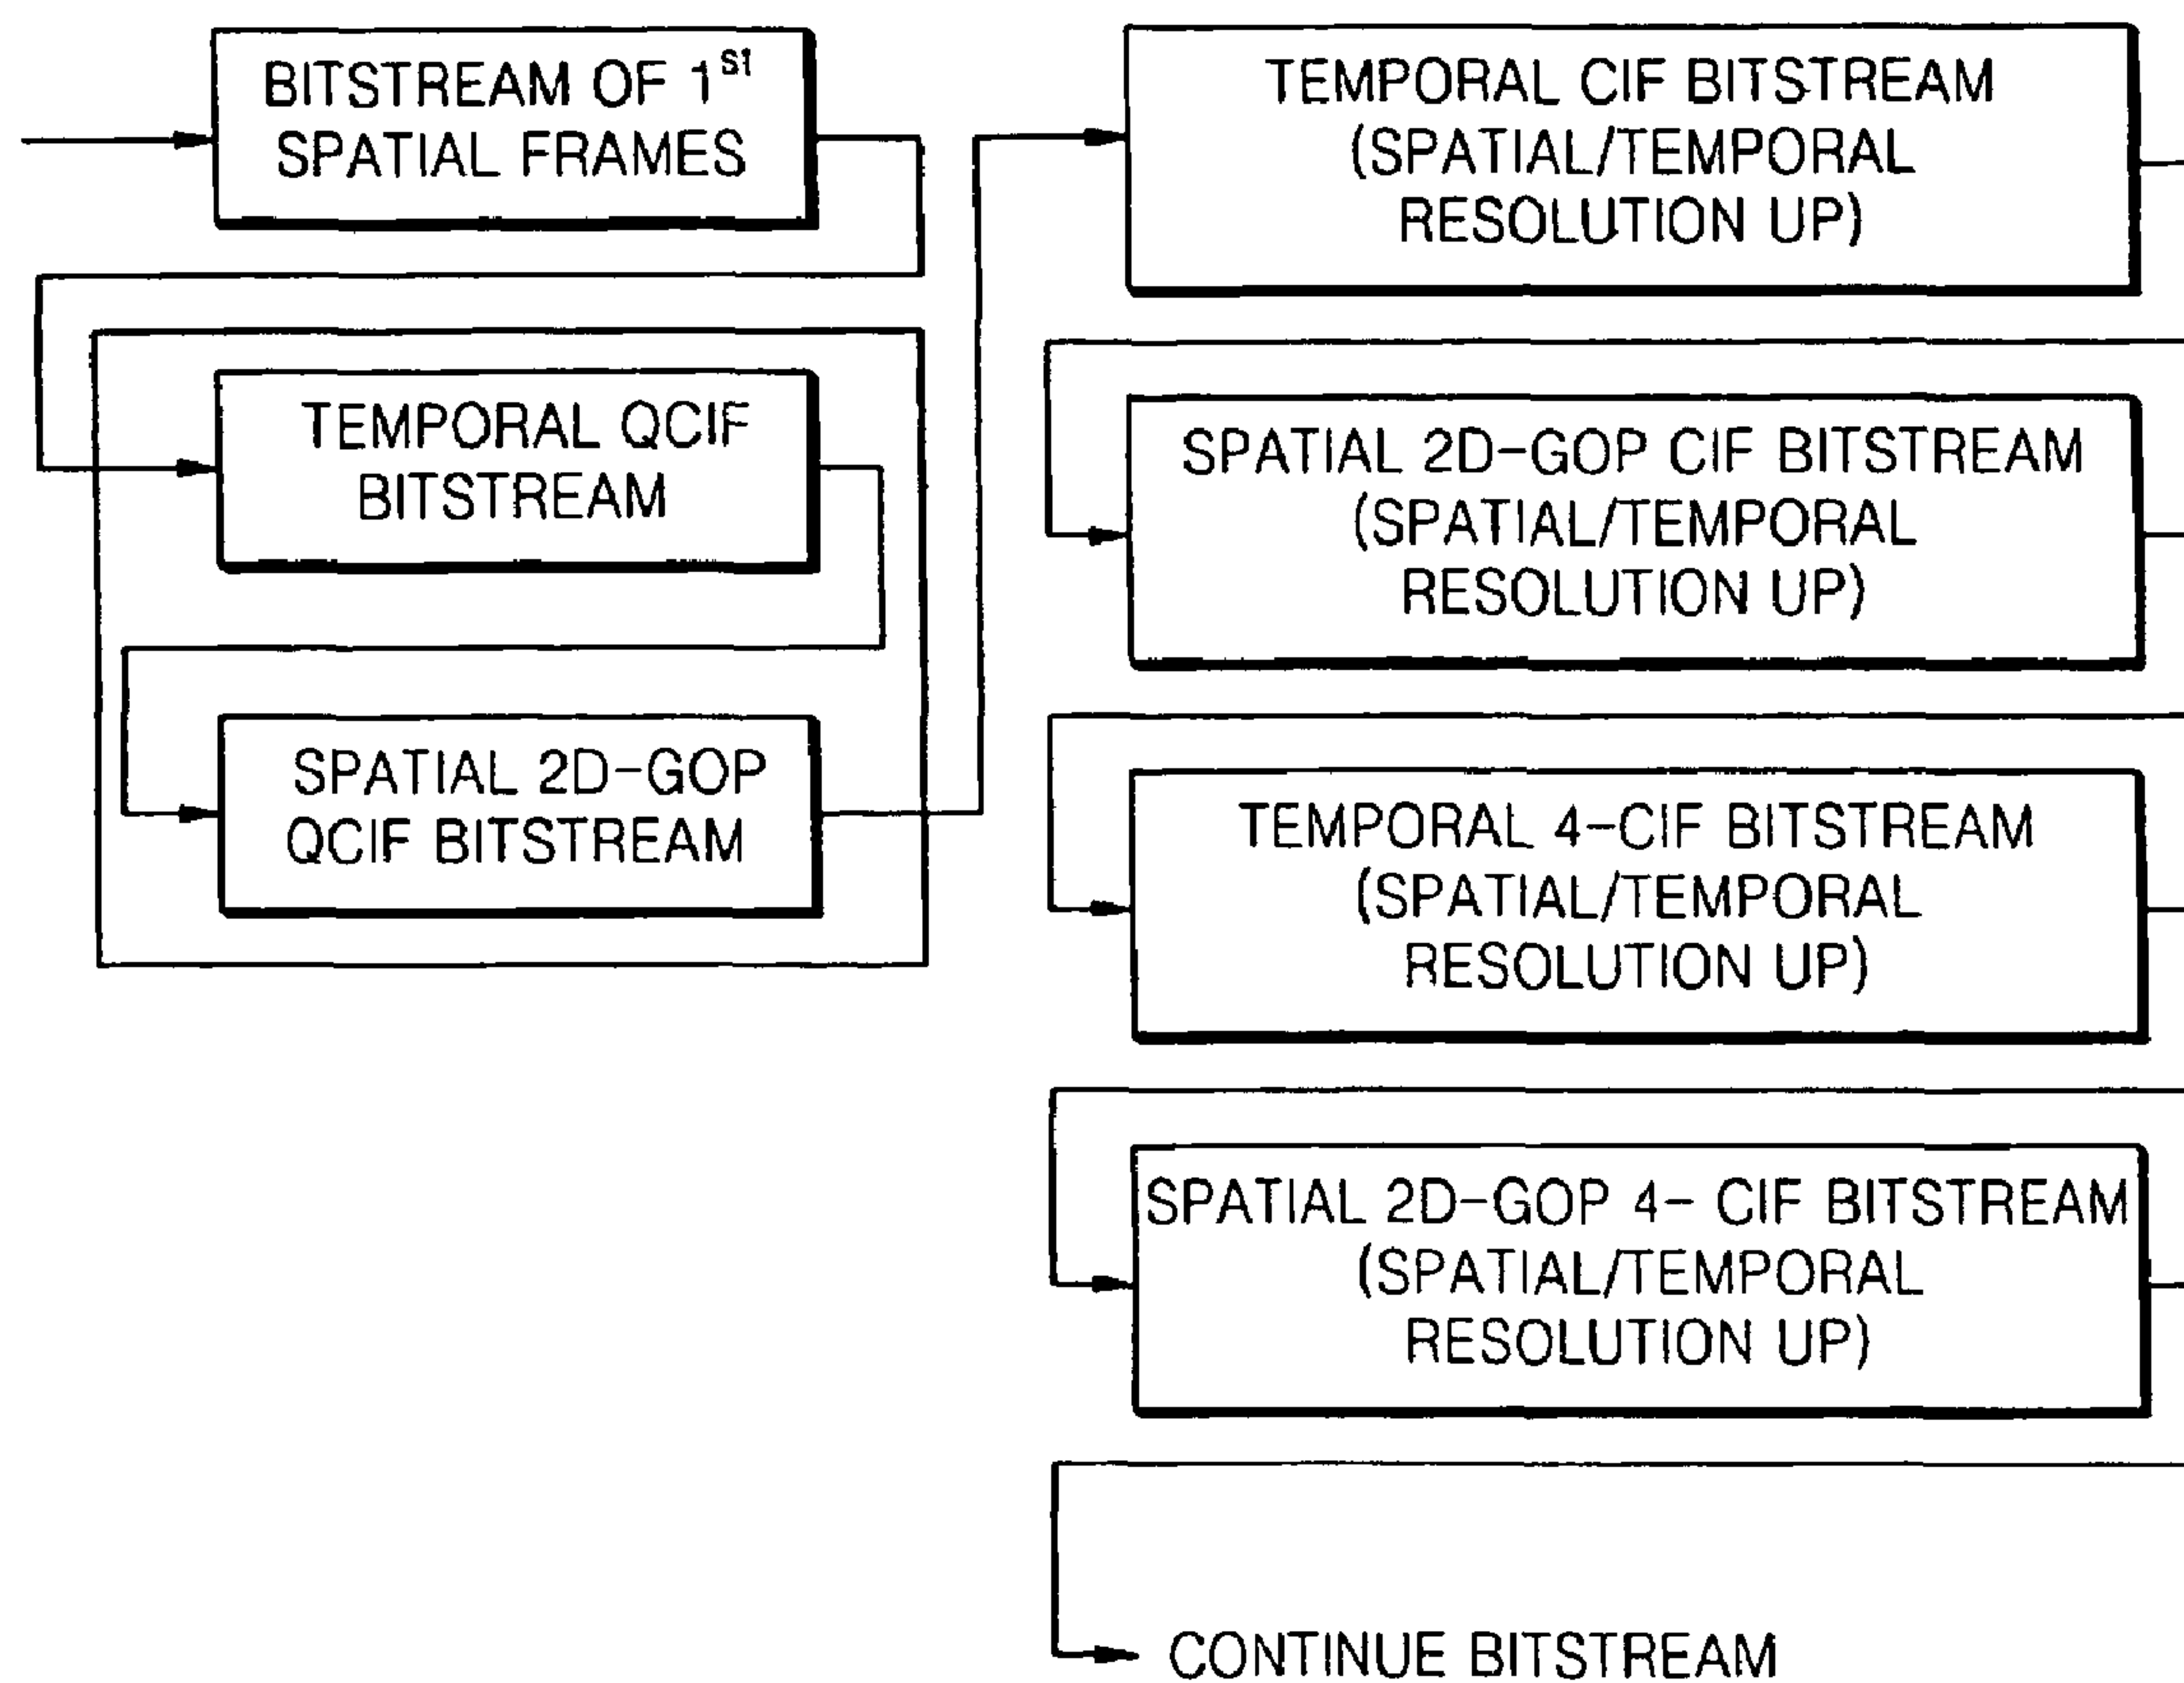 BITSTREAM OF 1st
SPATIAL FRAMES
TEMPORAL QCIF
BITSTREAM
SPATIAL 2D-GOP
QCIF BITSTREAM
TEMPORAL CIF BITSTREAM
(SPATIAL/TEMPORAL
RESOLUTION UP)
SPATIAL 2D-GOP CIF BITSTREAM
(SPATIAL/TEMPORAL
RESOLUTION UP)
TEMPORAL 4-CIF BITSTREAM
(SPATIAL/TEMPORAL
RESOLUTION UP)
SPATIAL 2D-GOP 4- CIF BITSTREAM
(SPATIAL/TEMPORAL
RESOLUTION UP)
CONTINUE BITSTREAM